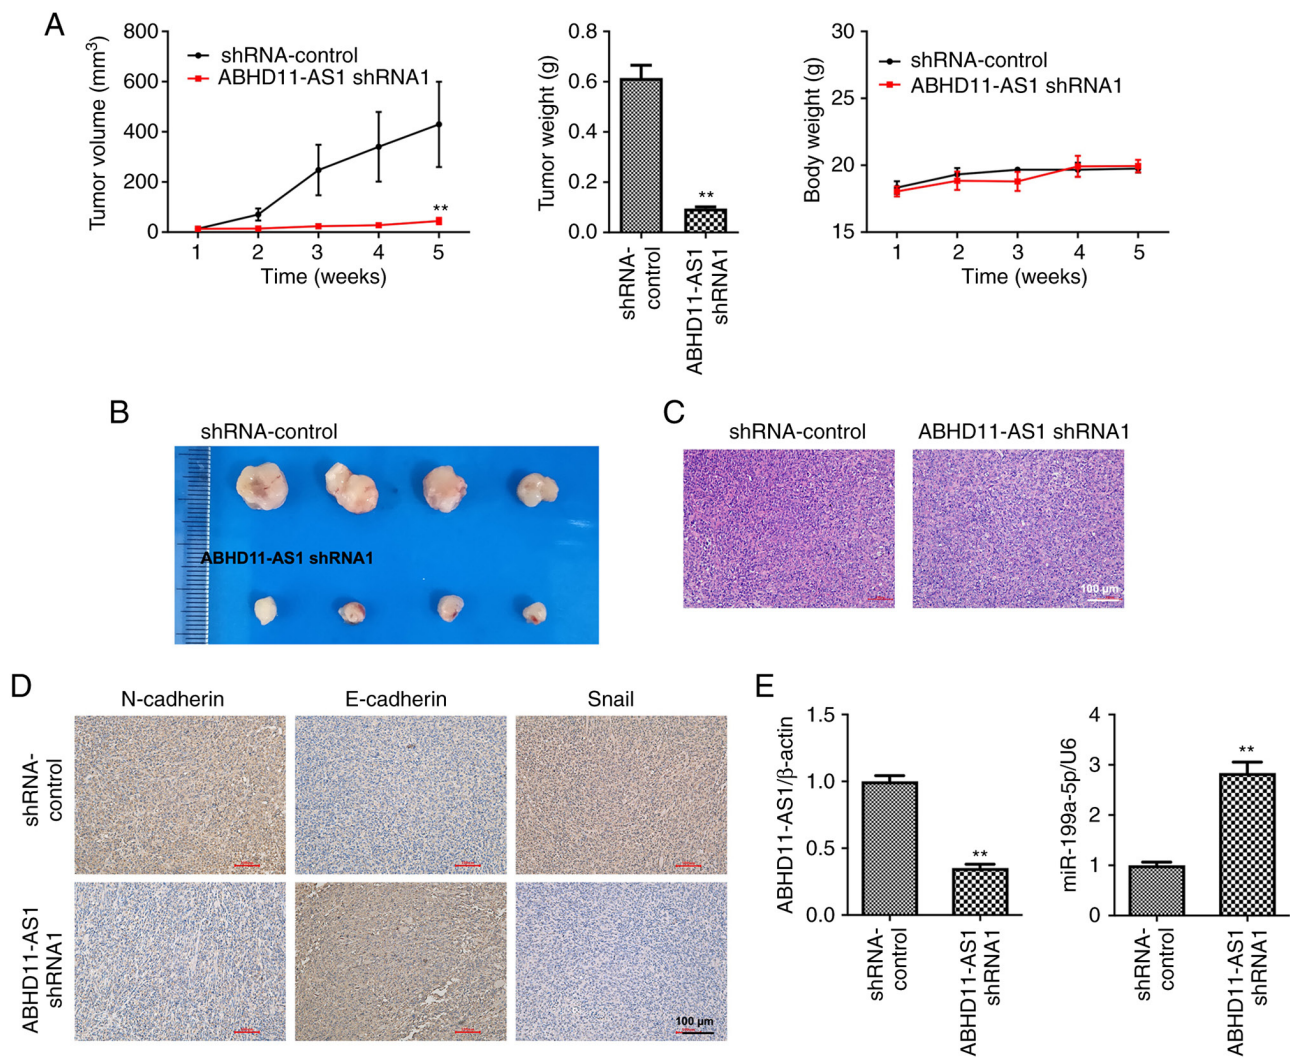 A
Tumor volume (mm³)
800
600
400
200
0
shRNA-control
ABHD11-AS1 shRNA1
**
1 2 3 4 5
Time (weeks)
Tumor weight (g)
0.8
0.6
0.4
0.2
0.0
**
shRNA-
control
ABHD11-AS1
shRNA1
Body weight (g)
30
25
20
15
shRNA-control
ABHD11-AS1 shRNA1
1 2 3 4 5
Time (weeks)
B
shRNA-control
ABHD11-AS1 shRNA1
C
shRNA-control
ABHD11-AS1 shRNA1
100 µm
D
N-cadherin
E-cadherin
Snail
shRNA-
control
ABHD11-AS1
shRNA1
100 µm
E
ABHD11-AS1/β-actin
1.5
1.0
0.5
0.0
**
shRNA-
control
ABHD11-AS1
shRNA1
miR-199a-5p/U6
4
3
2
1
0
**
shRNA-
control
ABHD11-AS1
shRNA1